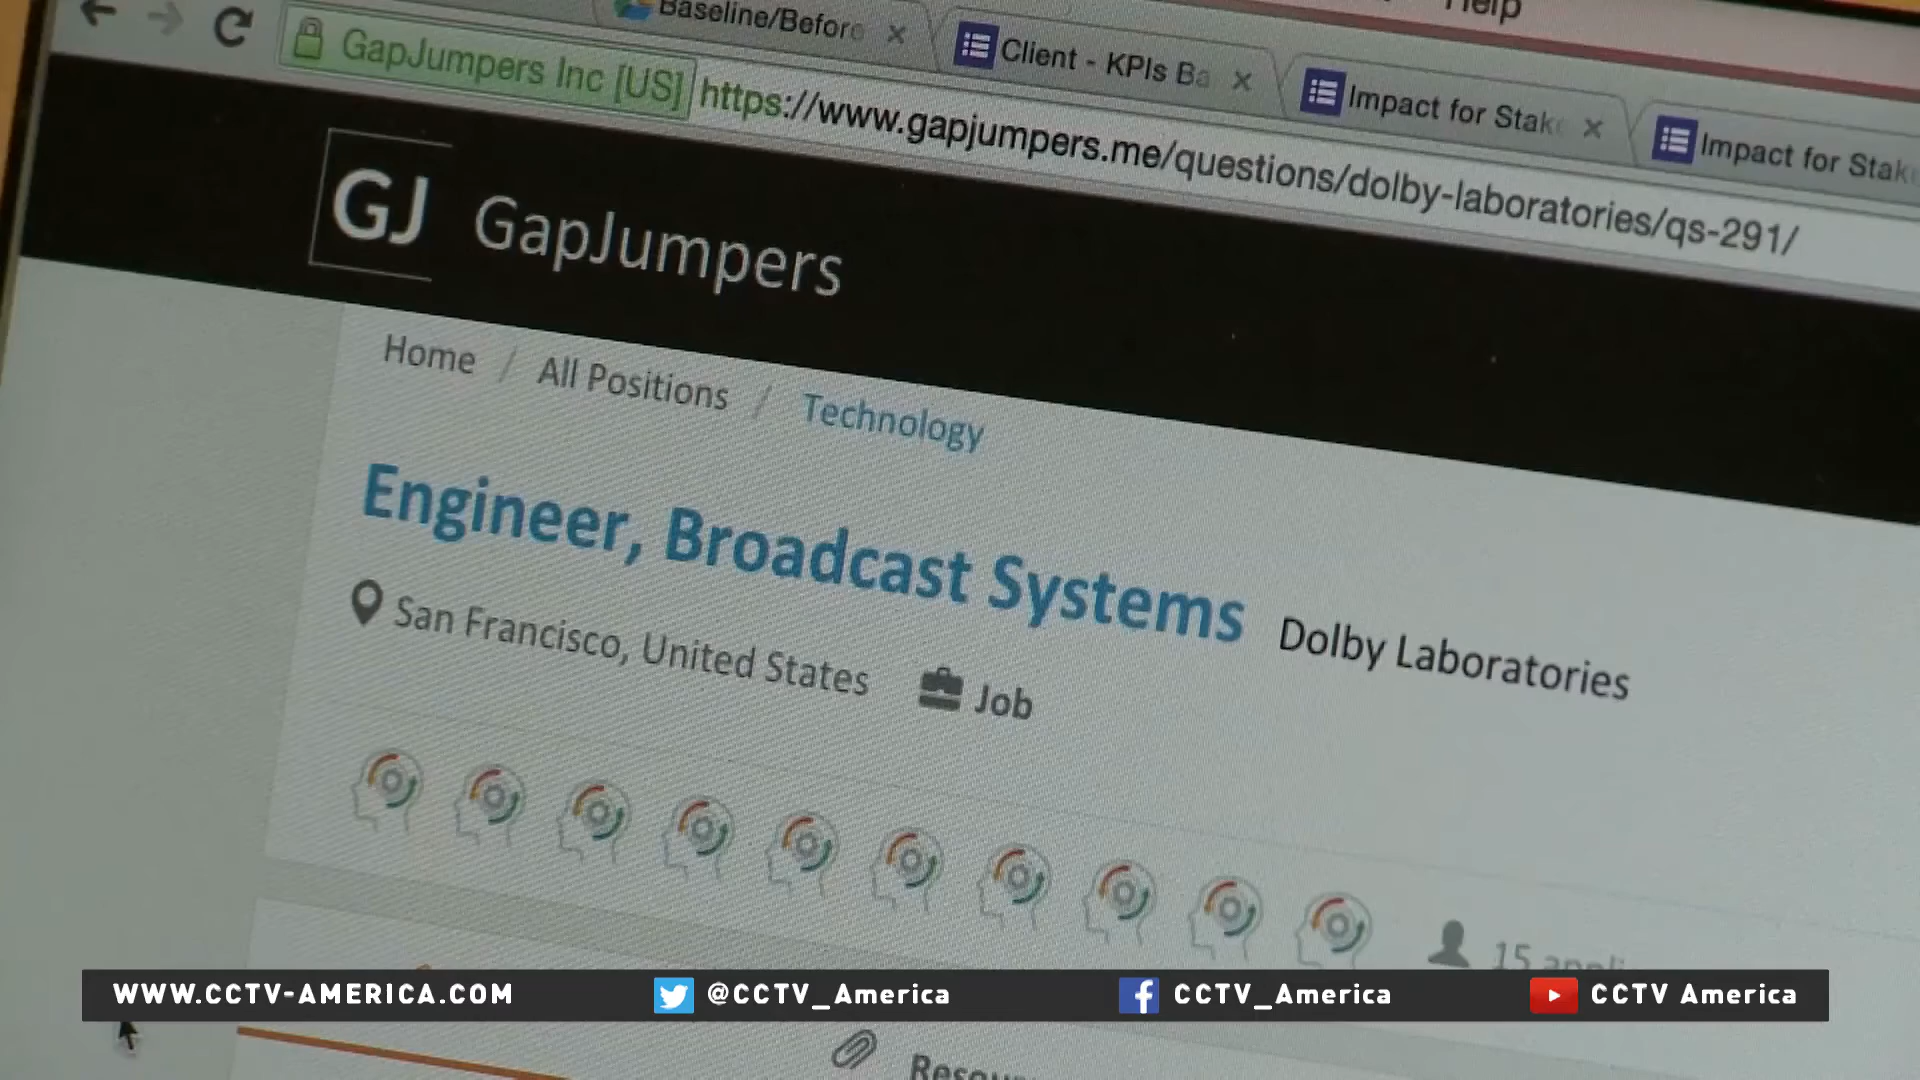 Help
Baseline/Before
Client - KPIs Ba
Impact for Stak
Impact for Stak
GapJumpers Inc [US] https://www.gapjumpers.me/questions/dolby-laboratories/qs-291/
GJ GapJumpers
Home / All Positions / Technology
Engineer, Broadcast Systems Dolby Laboratories
San Francisco, United States Job
15
WWW.CCTV-AMERICA.COM @CCTV_America CCTV_America CCTV America